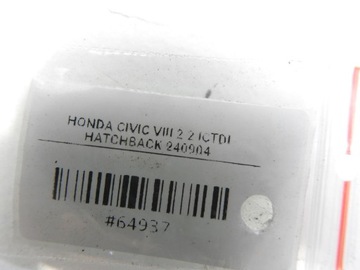 HONDA CIVIC VIII 2.2 ICTDI
HATCHBACK 240904
#64937